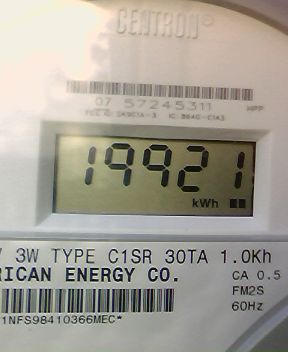 CENTRON®
07 57245311
19921
kWh
3W TYPE C1SR 30TA 1.0Kh
RICAN ENERGY CO.
CA 0.5
FM2S
60Hz
1NFS98410366MEC*